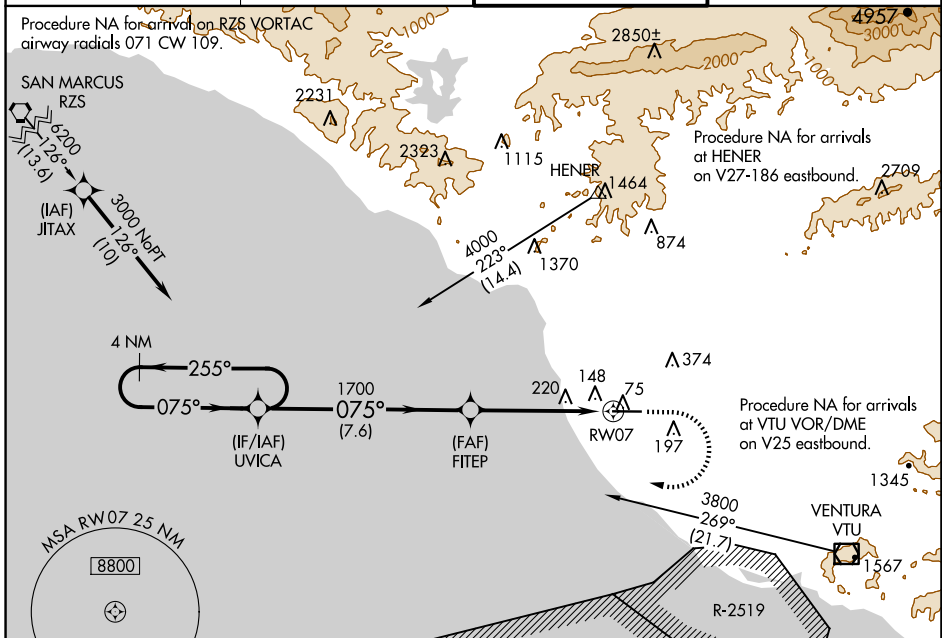 Procedure NA for arrival on RZS VORTAC
airway radials 071 CW 109.
4957
3000
1000
2850±
2000
SAN MARCUS
RZS
6200
126°
(13.6)
2231
2323
1115
Procedure NA for arrivals
at HENER
on V27-186 eastbound.
HENER
1464
2709
(IAF)
JITAX
3000 NoPT
126°
(10)
4000
223°
(14.4)
1370
874
4 NM
255°
075°
(IF/IAF)
UVICA
1700
075°
(7.6)
(FAF)
FITEP
220
148
75
374
RW07
197
Procedure NA for arrivals
at VTU VOR/DME
on V25 eastbound.
1345
3800
269°
(21.7)
VENTURA
VTU
1567
MSA RW07 25 NM
8800
R-2519